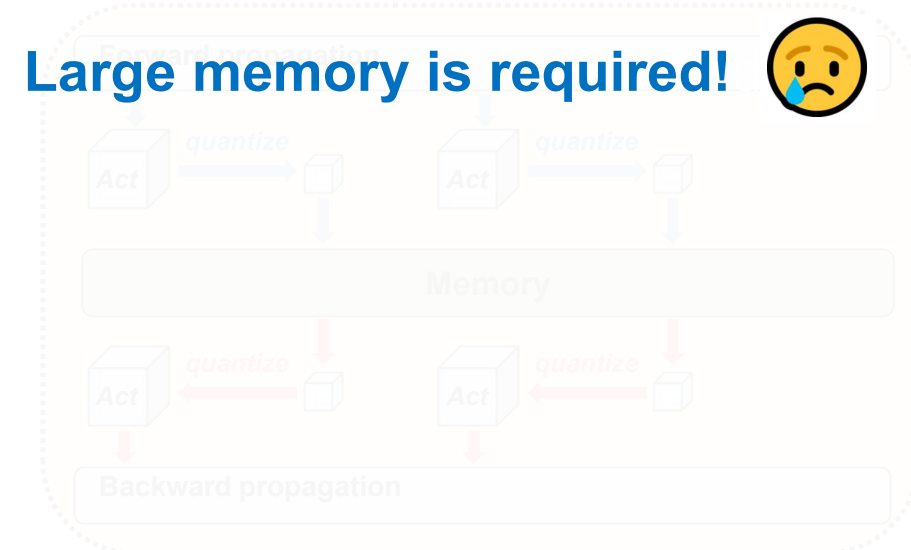 Forward propagation
Large memory is required!
quantize quantize
Act Act
Memory
quantize quantize
Act Act
Backward propagation